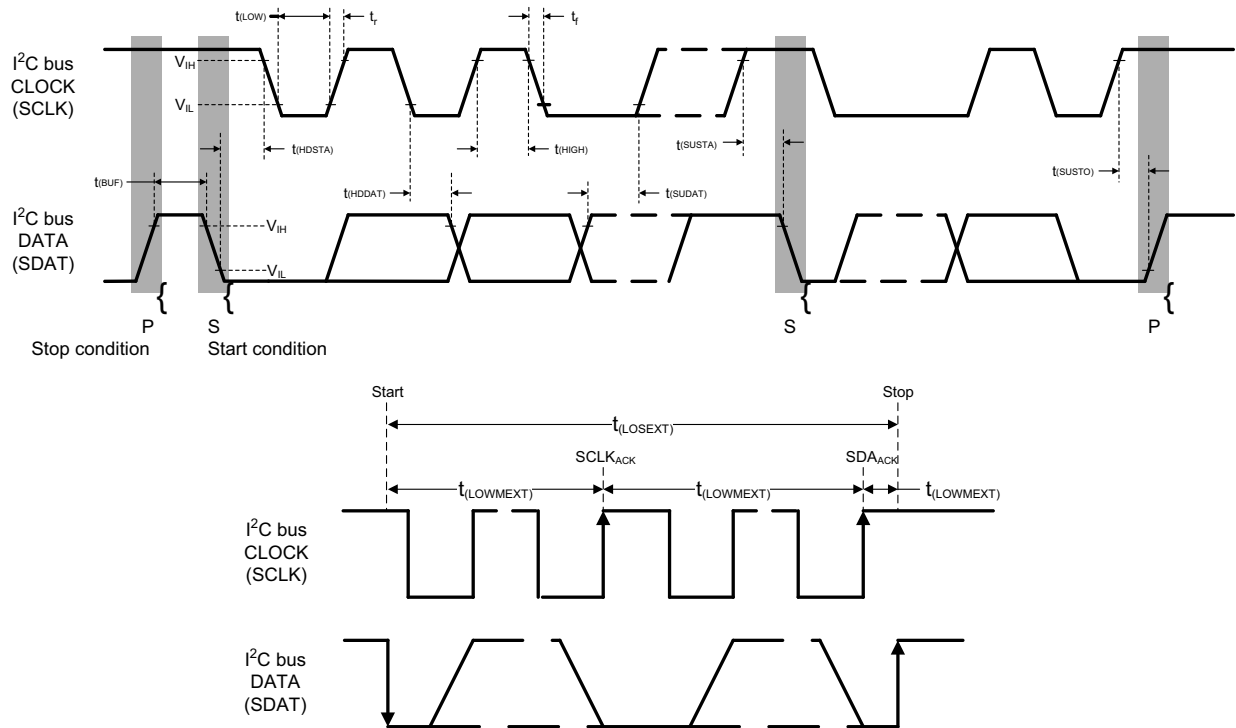 t(LOW)
tr
tf
I2C bus
CLOCK
(SCLK)
VIH
VIL
t(HDSTA)
t(HIGH)
t(SUSTA)
t(SUSTO)
t(BUF)
t(HDDAT)
t(SUDAT)
I2C bus
DATA
(SDAT)
VIH
VIL
{ { { {
P S S P
Stop condition Start condition
Start Stop
t(LOSEXT)
SCLKACK SDAACK
t(LOWMEXT) t(LOWMEXT) t(LOWMEXT)
I2C bus
CLOCK
(SCLK)
I2C bus
DATA
(SDAT)